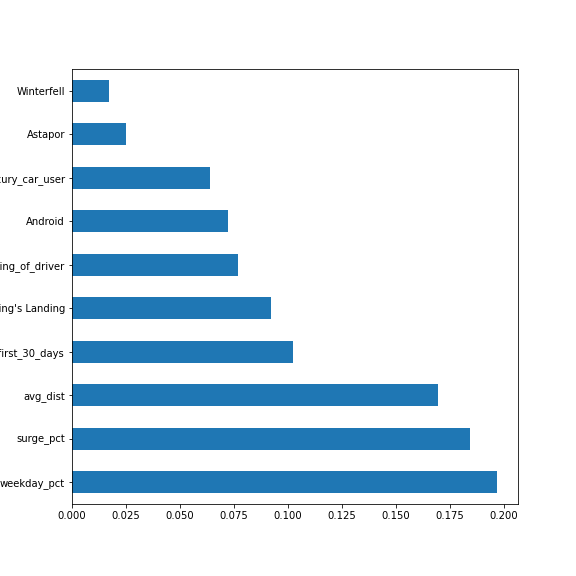 Winterfell
Astapor
ury_car_user
Android
ing_of_driver
ing's Landing
first_30_days
avg_dist
surge_pct
weekday_pct
0.000 0.025 0.050 0.075 0.100 0.125 0.150 0.175 0.200